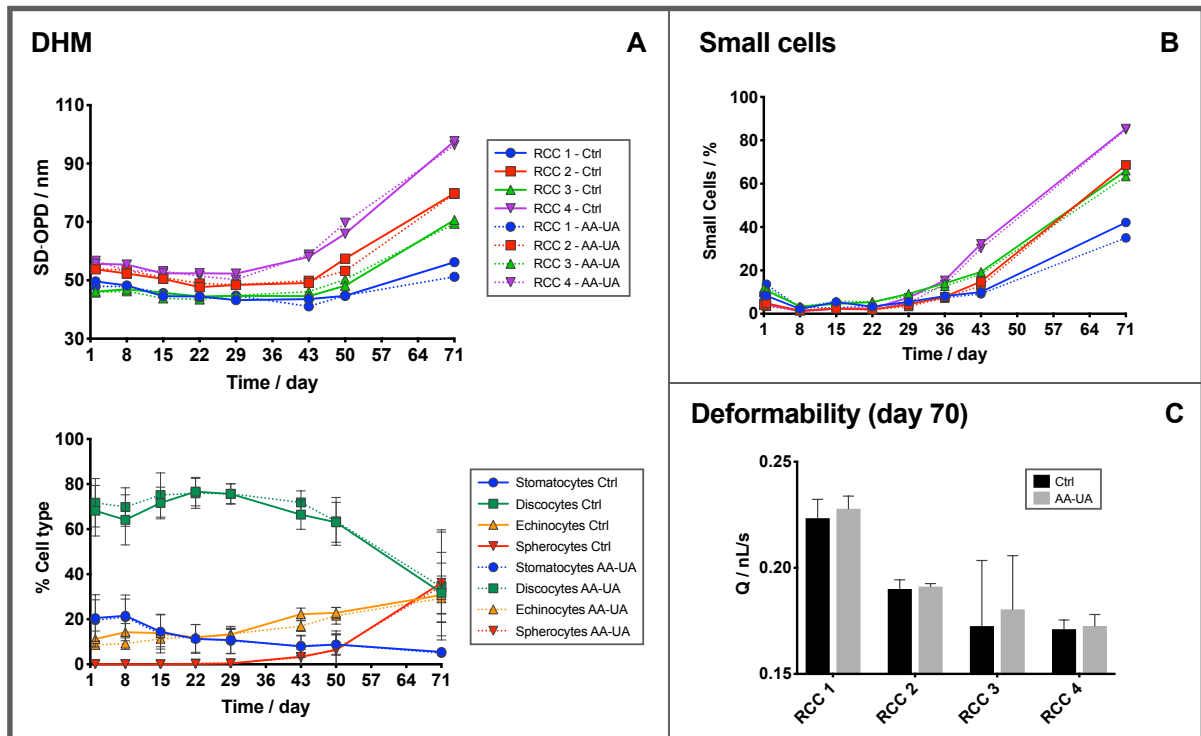 DHM
A
110
90
70
50
30
SD-OPD / nm
1 8 15 22 29 36 43 50 57 64 71
Time / day
RCC 1 - Ctrl
RCC 2 - Ctrl
RCC 3 - Ctrl
RCC 4 - Ctrl
RCC 1 - AA-UA
RCC 2 - AA-UA
RCC 3 - AA-UA
RCC 4 - AA-UA
100
80
60
40
20
0
% Cell type
1 8 15 22 29 36 43 50 57 64 71
Time / day
Stomatocytes Ctrl
Discocytes Ctrl
Echinocytes Ctrl
Spherocytes Ctrl
Stomatocytes AA-UA
Discocytes AA-UA
Echinocytes AA-UA
Spherocytes AA-UA
Small cells
B
100
80
60
40
20
0
Small Cells / %
1 8 15 22 29 36 43 50 57 64 71
Time / day
Deformability (day 70)
C
0.25
0.20
0.15
Q / nL/s
Ctrl
AA-UA
RCC 1
RCC 2
RCC 3
RCC 4